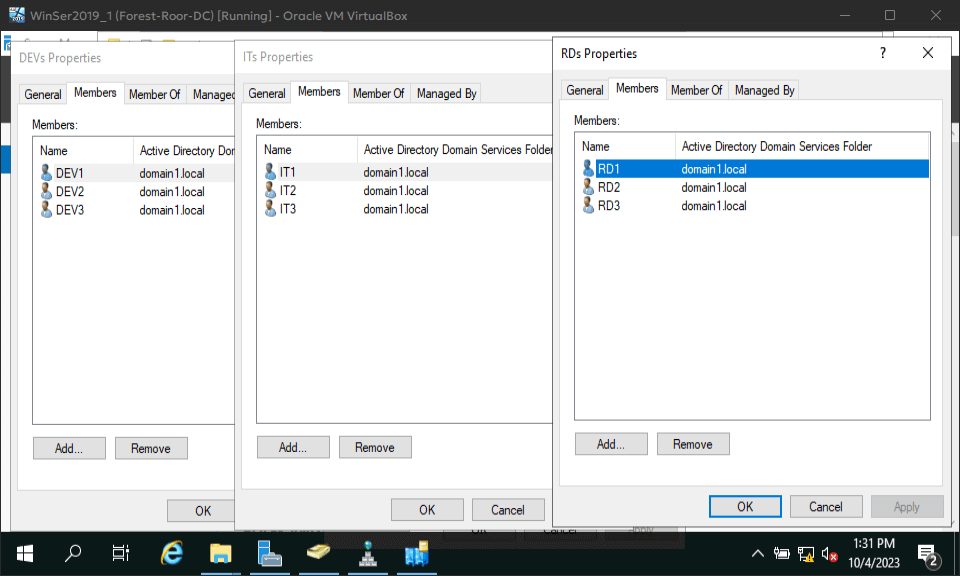 WinSer2019_1 (Forest-Roor-DC) [Running] - Oracle VM VirtualBox
DEVs Properties
General Members Member Of Managed
Members:
Name Active Directory Dor
DEV1 domain1.local
DEV2 domain1.local
DEV3 domain1.local
Add... Remove
OK
ITs Properties
General Members Member Of Managed By
Members:
Name Active Directory Domain Services Folder
IT1 domain1.local
IT2 domain1.local
IT3 domain1.local
Add... Remove
OK Cancel
RDs Properties ?
General Members Member Of Managed By
Members:
Name Active Directory Domain Services Folder
RD1 domain1.local
RD2 domain1.local
RD3 domain1.local
Add... Remove
OK Cancel Apply
OK Cancel Apply
1:31 PM
10/4/2023
2